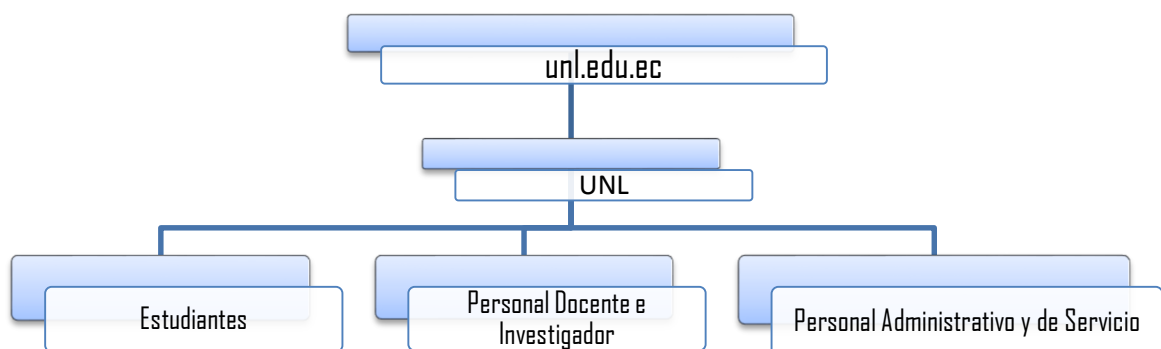 unl.edu.ec
UNL
Estudiantes
Personal Docente e
Investigador
Personal Administrativo y de Servicio